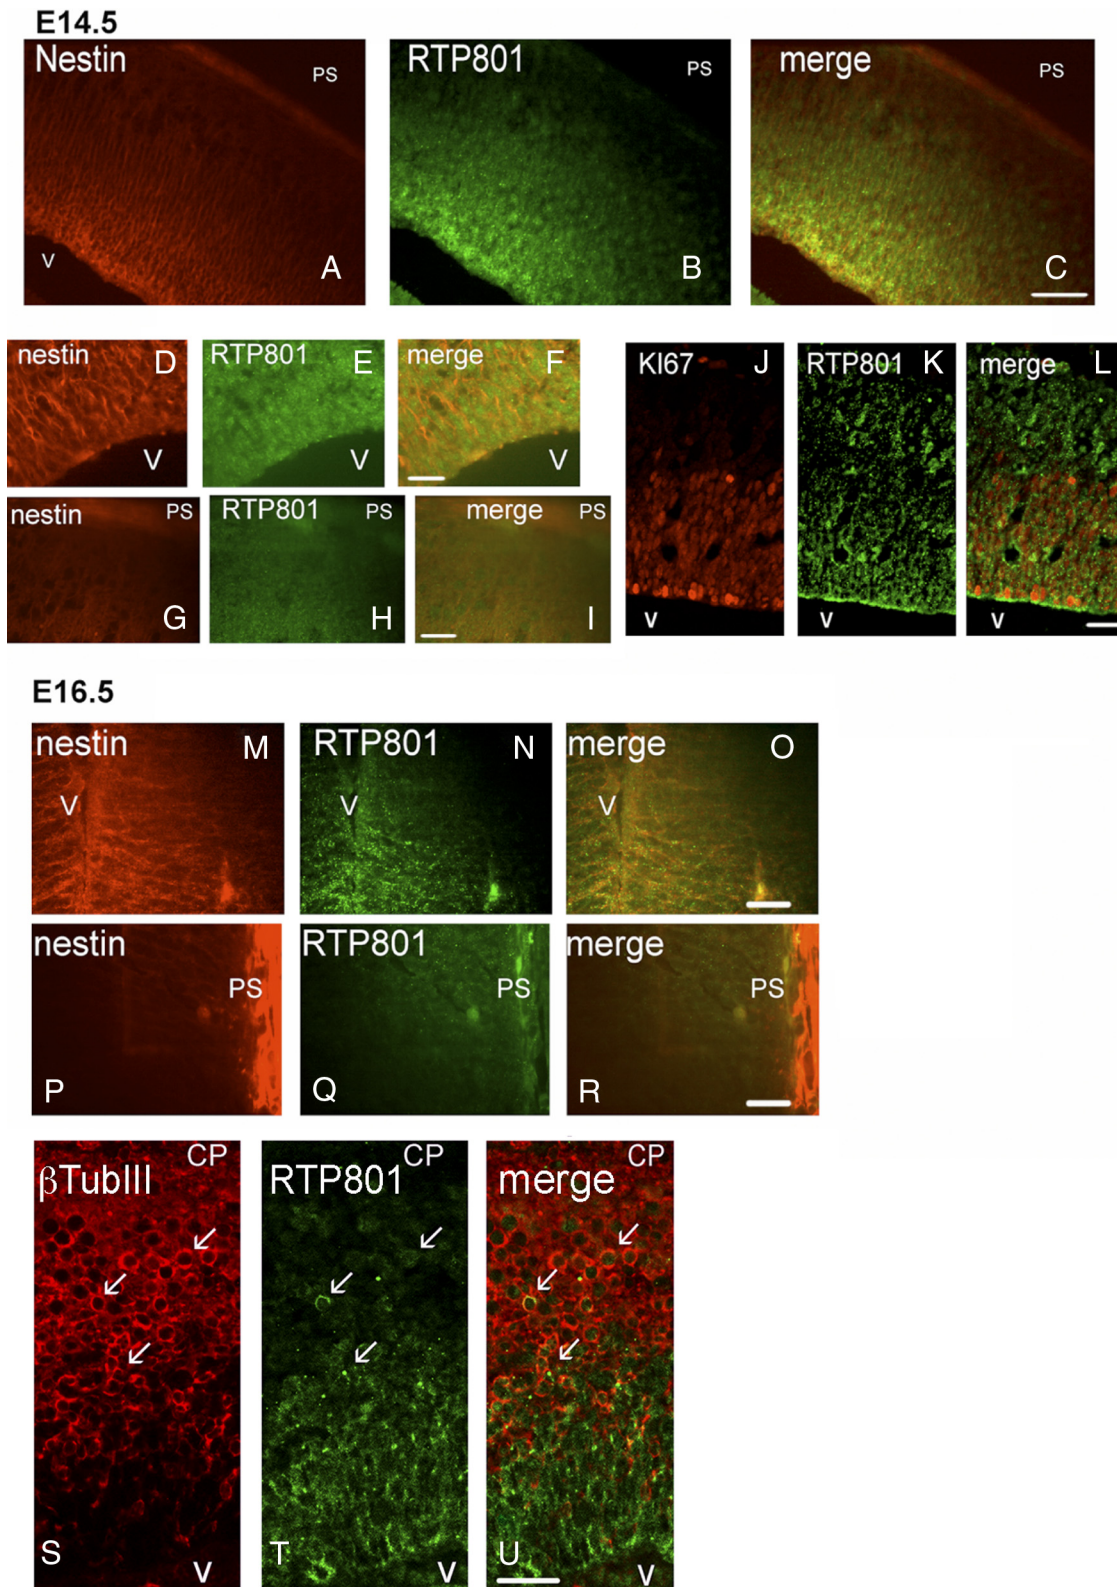 E14.5
Nestin PS V A
RTP801 PS B
merge PS C
nestin D V
RTP801 E V
merge F V
KI67 J V
RTP801 K V
merge L V
nestin PS G
RTP801 PS H
merge PS I
E16.5
nestin M V
RTP801 N V
merge O V
nestin PS P
RTP801 PS Q
merge PS R
CP βTubIII S V
CP RTP801 T V
CP merge U V